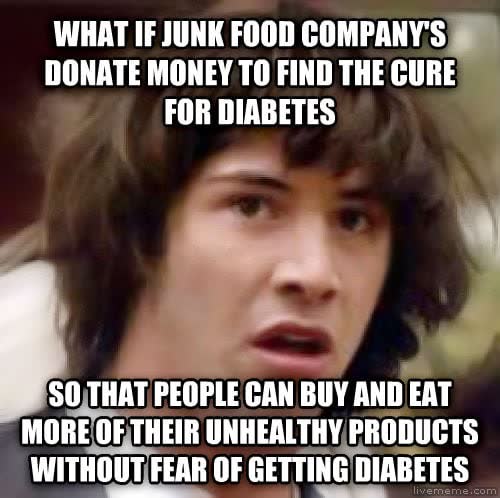 WHAT IF JUNK FOOD COMPANY'S
DONATE MONEY TO FIND THE CURE
FOR DIABETES
SO THAT PEOPLE CAN BUY AND EAT
MORE OF THEIR UNHEALTHY PRODUCTS
WITHOUT FEAR OF GETTING DIABETES
livememe.com